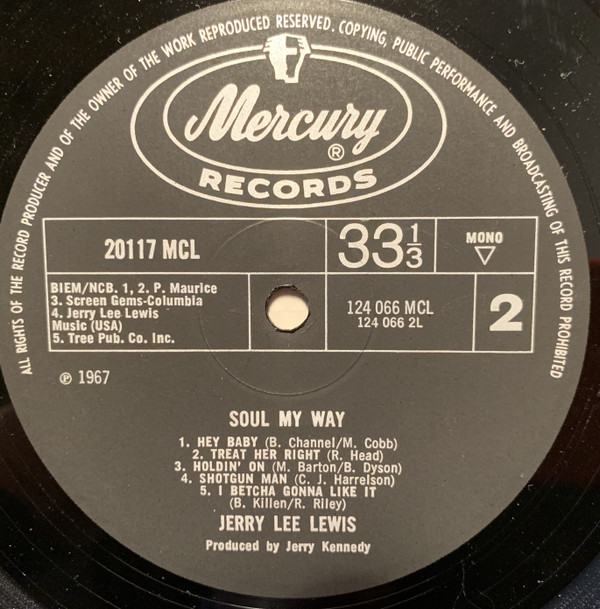 ALL RIGHTS OF THE RECORD PRODUCER AND OF THE OWNER OF THE WORK REPRODUCED RESERVED. COPYING, PUBLIC PERFORMANCE AND BROADCASTING OF THIS RECORD PROHIBITED
Mercury
®
RECORDS
20117 MCL
33⅓
MONO
BIEM/NCB. 1, 2. P. Maurice
3. Screen Gems-Columbia
4. Jerry Lee Lewis
Music (USA)
5. Tree Pub. Co. Inc.
124 066 MCL
124 066 2L
2
℗ 1967
SOUL MY WAY
1. HEY BABY (B. Channel/M. Cobb)
2. TREAT HER RIGHT (R. Head)
3. HOLDIN' ON (M. Barton/B. Dyson)
4. SHOTGUN MAN (C. J. Harrelson)
5. I BETCHA GONNA LIKE IT
(B. Killen/R. Riley)
JERRY LEE LEWIS
Produced by Jerry Kennedy